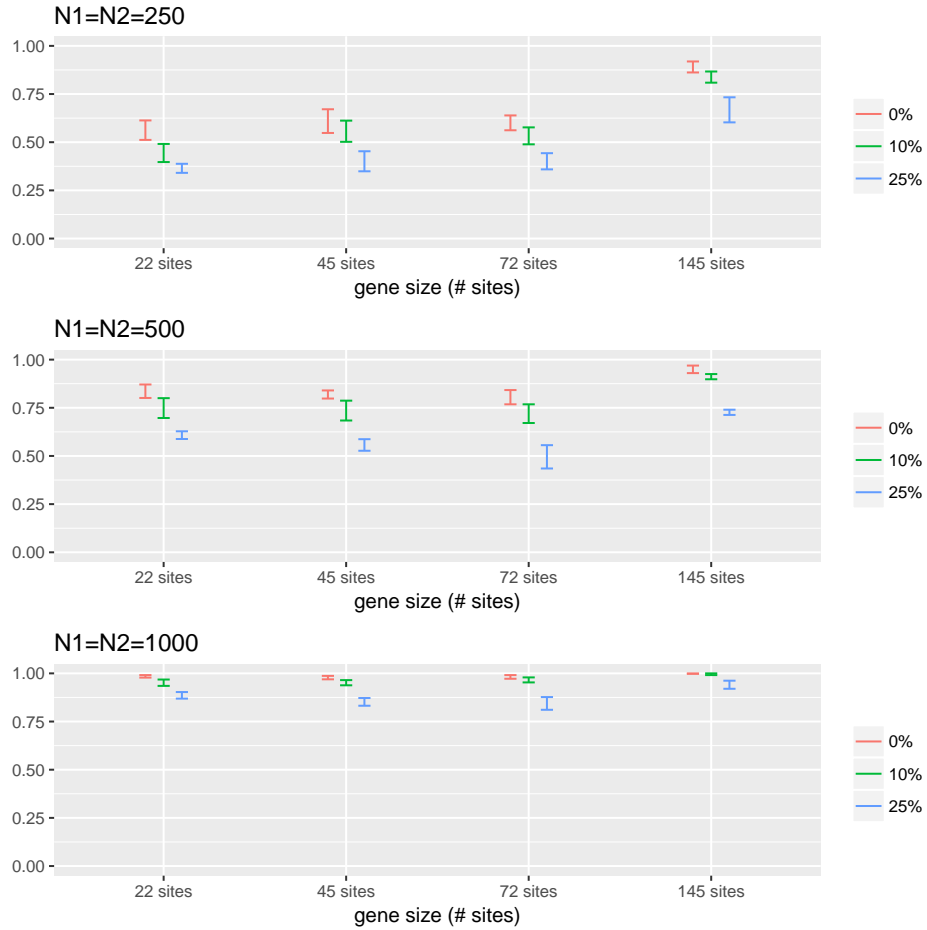 N1=N2=250
1.00
0.75
0.50
0.25
0.00
22 sites
45 sites
72 sites
145 sites
gene size (# sites)
0%
10%
25%
N1=N2=500
1.00
0.75
0.50
0.25
0.00
22 sites
45 sites
72 sites
145 sites
gene size (# sites)
0%
10%
25%
N1=N2=1000
1.00
0.75
0.50
0.25
0.00
22 sites
45 sites
72 sites
145 sites
gene size (# sites)
0%
10%
25%